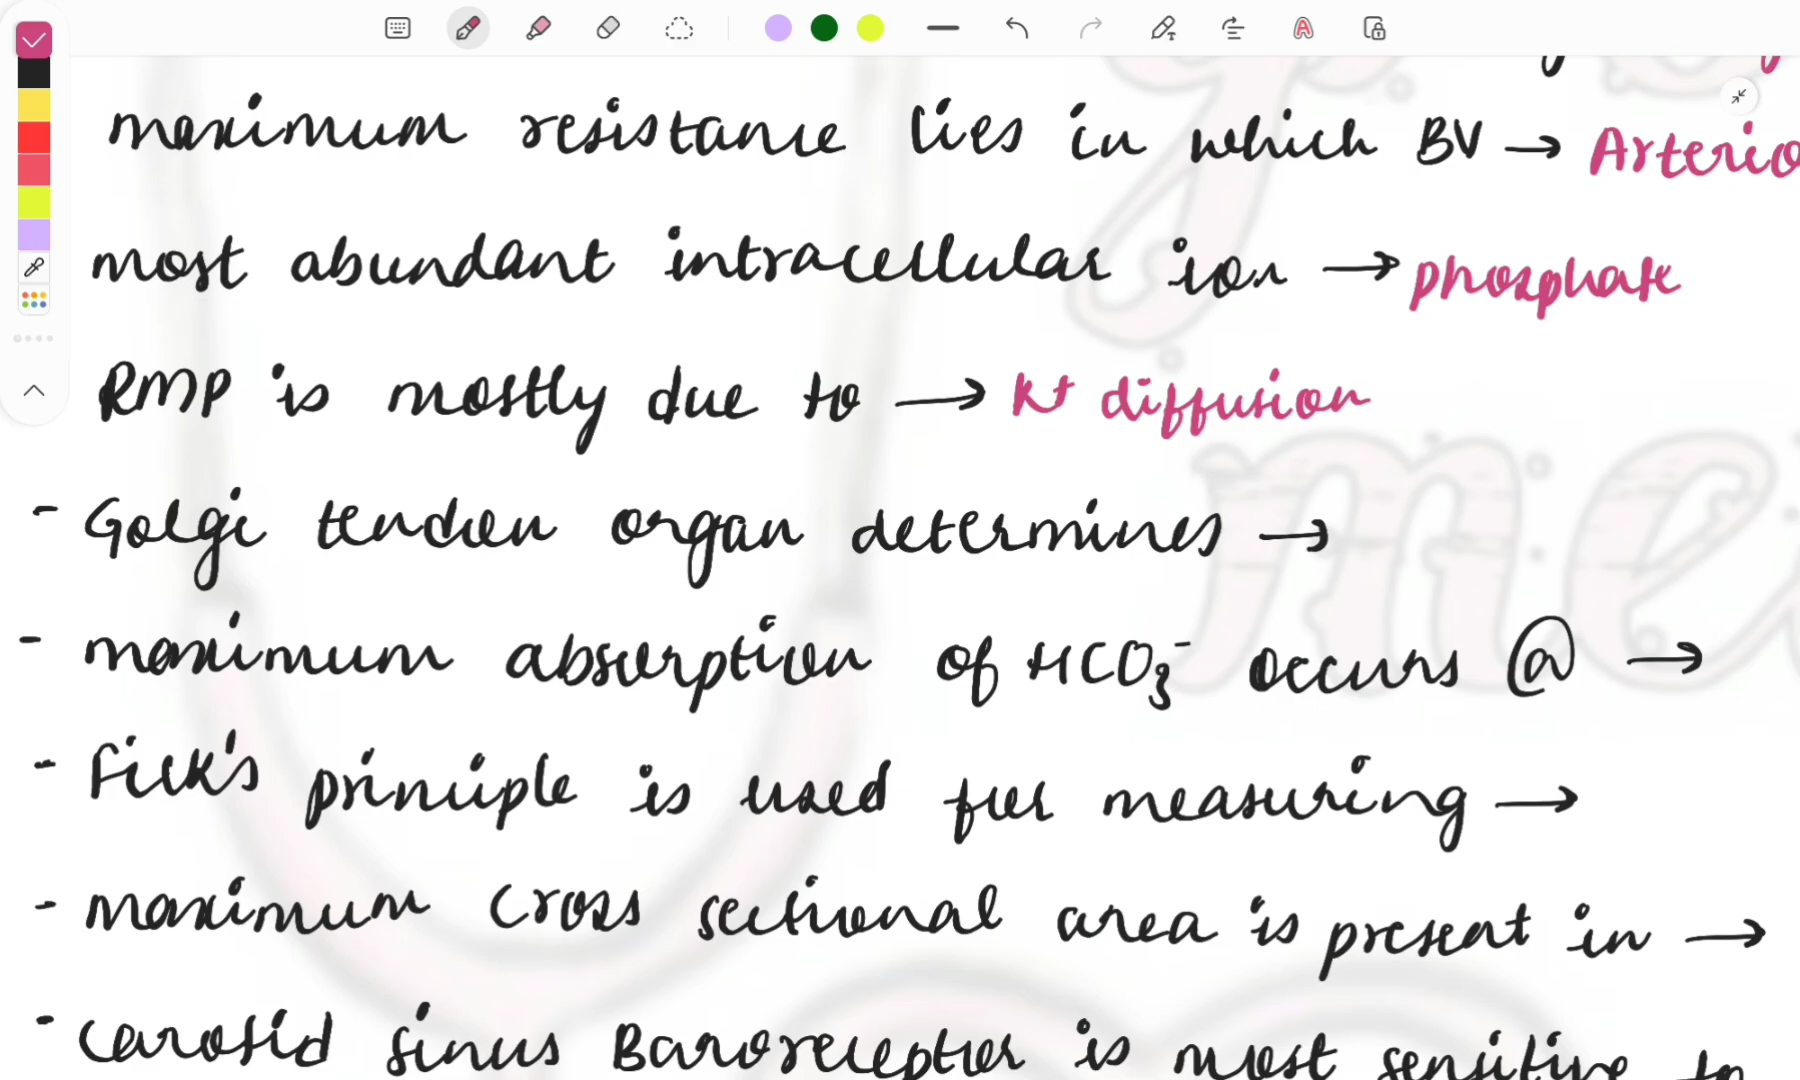 maximum resistance lies in which BV → Arterio
most abundant intracellular ion → phosphate
RMP is mostly due to → K+ diffusion
- Golgi tendon organ determines →
- maximum absorption of HCO3- occurs @ →
- Fick's principle is used for measuring →
- maximum cross sectional area is present in →
- carotid sinus Baroreceptor is most sensitive to